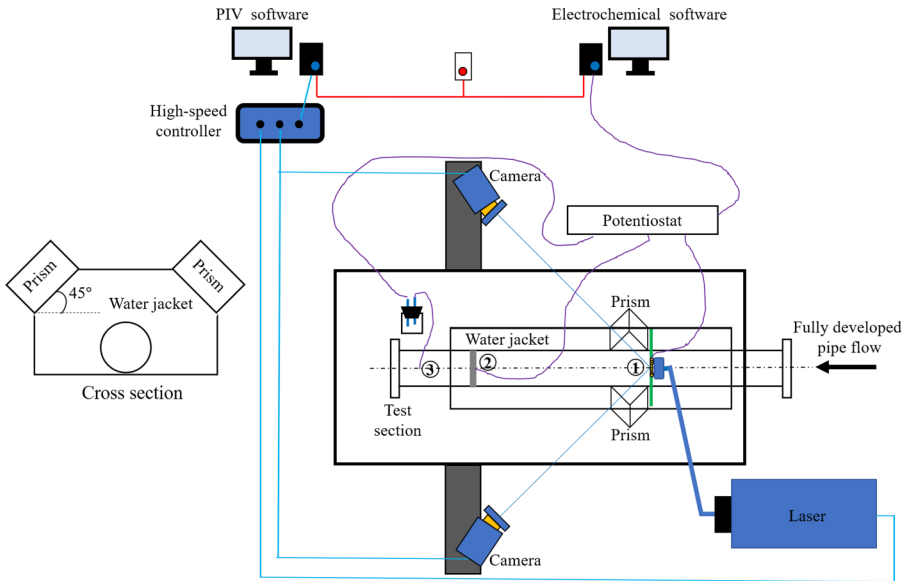 PIV software
Electrochemical software
High-speed
controller
Camera
Potentiostat
Prism
Prism
45°
Water jacket
Cross section
Prism
Water jacket
Fully developed
pipe flow
③
②
①
Test
section
Prism
Laser
Camera